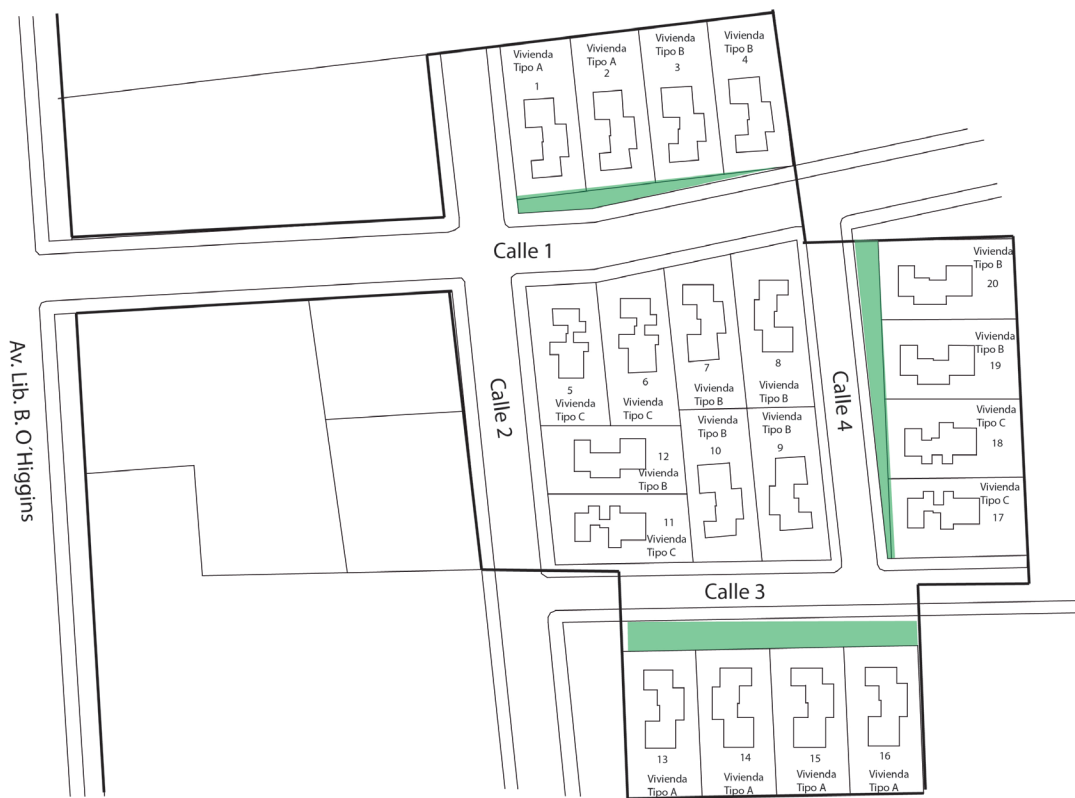 Vivienda
Tipo A
1
Vivienda
Tipo A
2
Vivienda
Tipo B
3
Vivienda
Tipo B
4
Calle 1
Av. Lib. B. O´Higgins
Calle 2
5
Vivienda
Tipo C
6
Vivienda
Tipo C
7
Vivienda
Tipo B
8
Vivienda
Tipo B
Calle 4
Vivienda
Tipo B
20
Vivienda
Tipo B
19
Vivienda
Tipo C
18
Vivienda
Tipo C
17
12
Vivienda
Tipo B
Vivienda
Tipo B
10
Vivienda
Tipo B
9
11
Vivienda
Tipo C
Calle 3
13
Vivienda
Tipo A
14
Vivienda
Tipo A
15
Vivienda
Tipo A
16
Vivienda
Tipo A